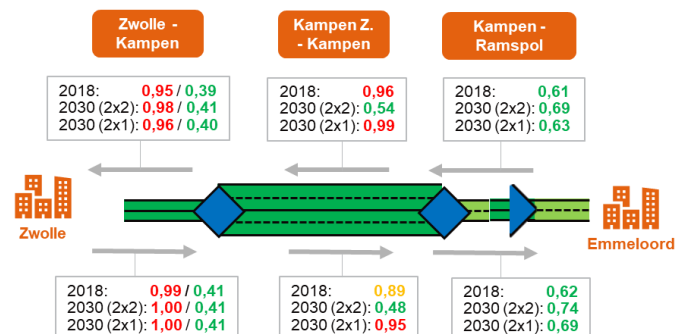 Zwolle -
Kampen
Kampen Z.
- Kampen
Kampen -
Ramspol
2018: 0,95 / 0,39
2030 (2x2): 0,98 / 0,41
2030 (2x1): 0,96 / 0,40
2018: 0,96
2030 (2x2): 0,54
2030 (2x1): 0,99
2018: 0,61
2030 (2x2): 0,69
2030 (2x1): 0,63
Zwolle
Emmeloord
2018: 0,99 / 0,41
2030 (2x2): 1,00 / 0,41
2030 (2x1): 1,00 / 0,41
2018: 0,89
2030 (2x2): 0,48
2030 (2x1): 0,95
2018: 0,62
2030 (2x2): 0,74
2030 (2x1): 0,69